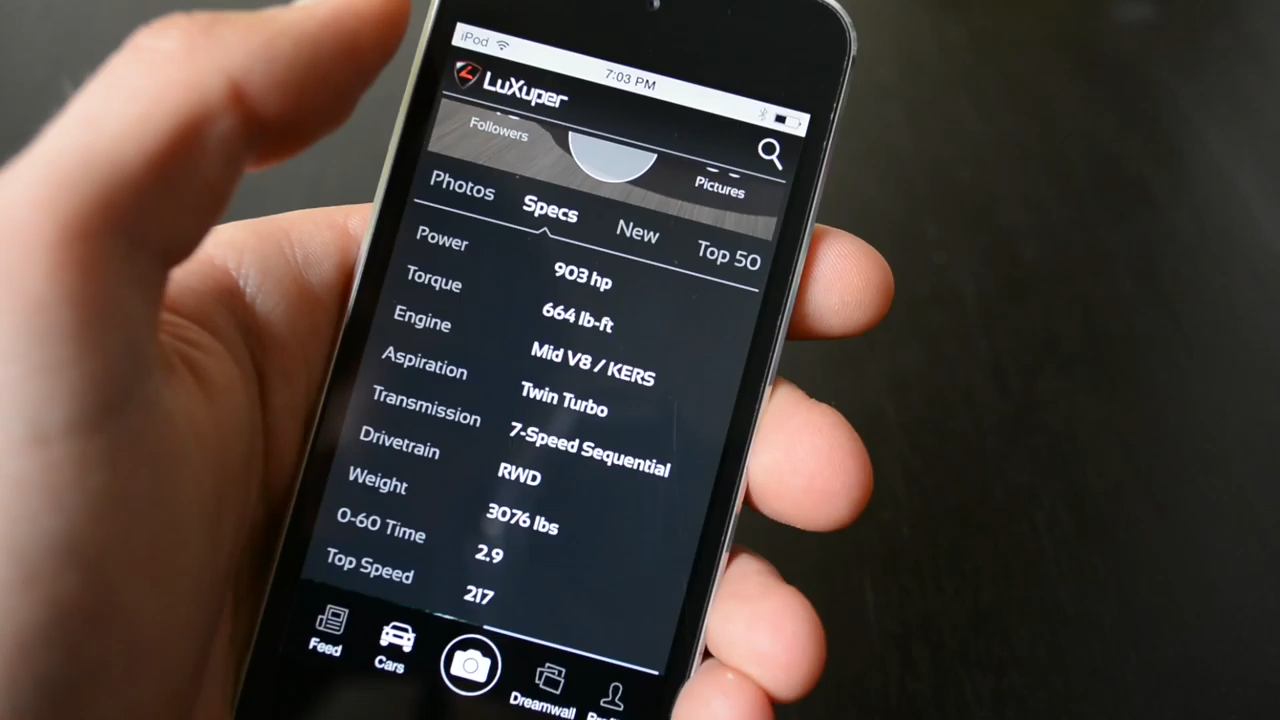 iPod
7:03 PM
LuXuper
Followers
Pictures
Photos Specs New Top 50
Power 903 hp
Torque 664 lb-ft
Engine Mid V8 / KERS
Aspiration Twin Turbo
Transmission 7-Speed Sequential
Drivetrain RWD
Weight 3076 lbs
0-60 Time 2.9
Top Speed 217
Feed Cars Dreamwall